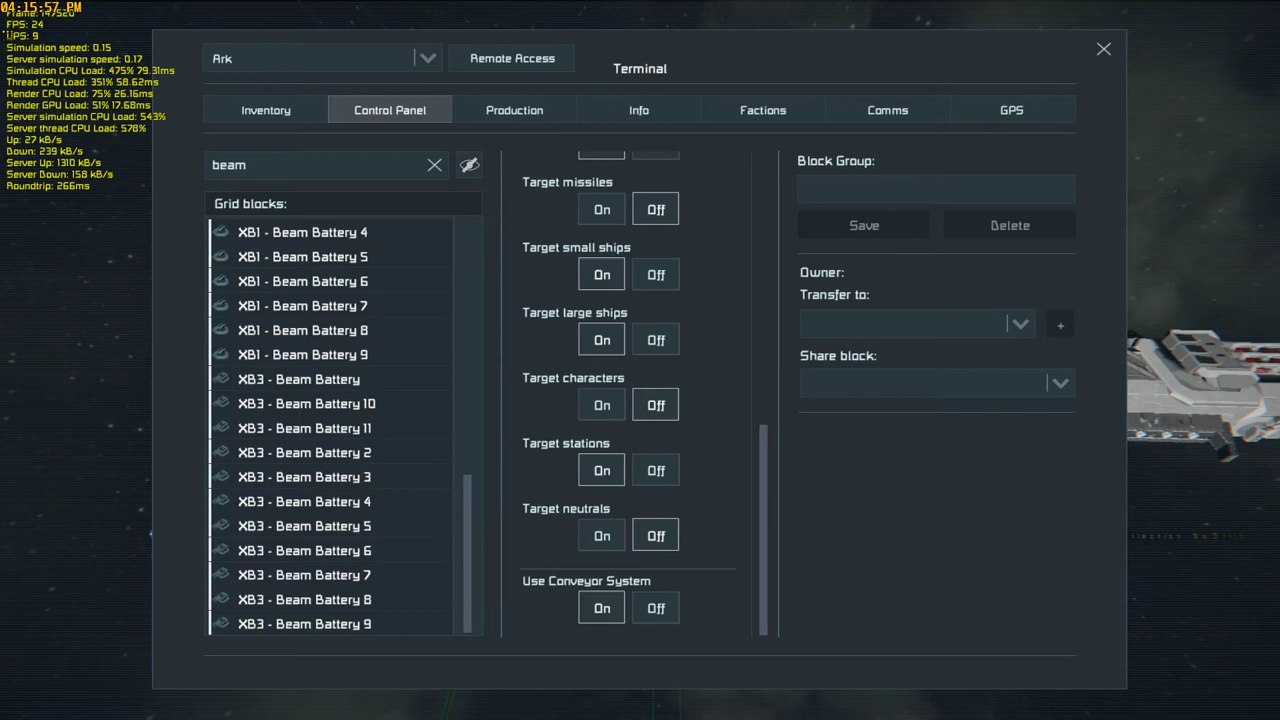 04:15:57 PM
Frame: 147520
FPS: 24
UPS: 9
Simulation speed: 0.15
Server simulation speed: 0.17
Simulation CPU Load: 475% 79.31ms
Thread CPU Load: 351% 58.62ms
Render CPU Load: 75% 26.16ms
Render GPU Load: 51% 17.68ms
Server simulation CPU Load: 543%
Server thread CPU Load: 578%
Up: 27 kB/s
Down: 239 kB/s
Server Up: 1310 kB/s
Server Down: 158 kB/s
Roundtrip: 266ms
Ark
Remote Access
Terminal
Inventory
Control Panel
Production
Info
Factions
Comms
GPS
beam
Grid blocks:
XB1 - Beam Battery 4
XB1 - Beam Battery 5
XB1 - Beam Battery 6
XB1 - Beam Battery 7
XB1 - Beam Battery 8
XB1 - Beam Battery 9
XB3 - Beam Battery
XB3 - Beam Battery 10
XB3 - Beam Battery 11
XB3 - Beam Battery 2
XB3 - Beam Battery 3
XB3 - Beam Battery 4
XB3 - Beam Battery 5
XB3 - Beam Battery 6
XB3 - Beam Battery 7
XB3 - Beam Battery 8
XB3 - Beam Battery 9
Target missiles
On Off
Target small ships
On Off
Target large ships
On Off
Target characters
On Off
Target stations
On Off
Target neutrals
On Off
Use Conveyor System
On Off
Block Group:
Save Delete
Owner:
Transfer to:
+
Share block: